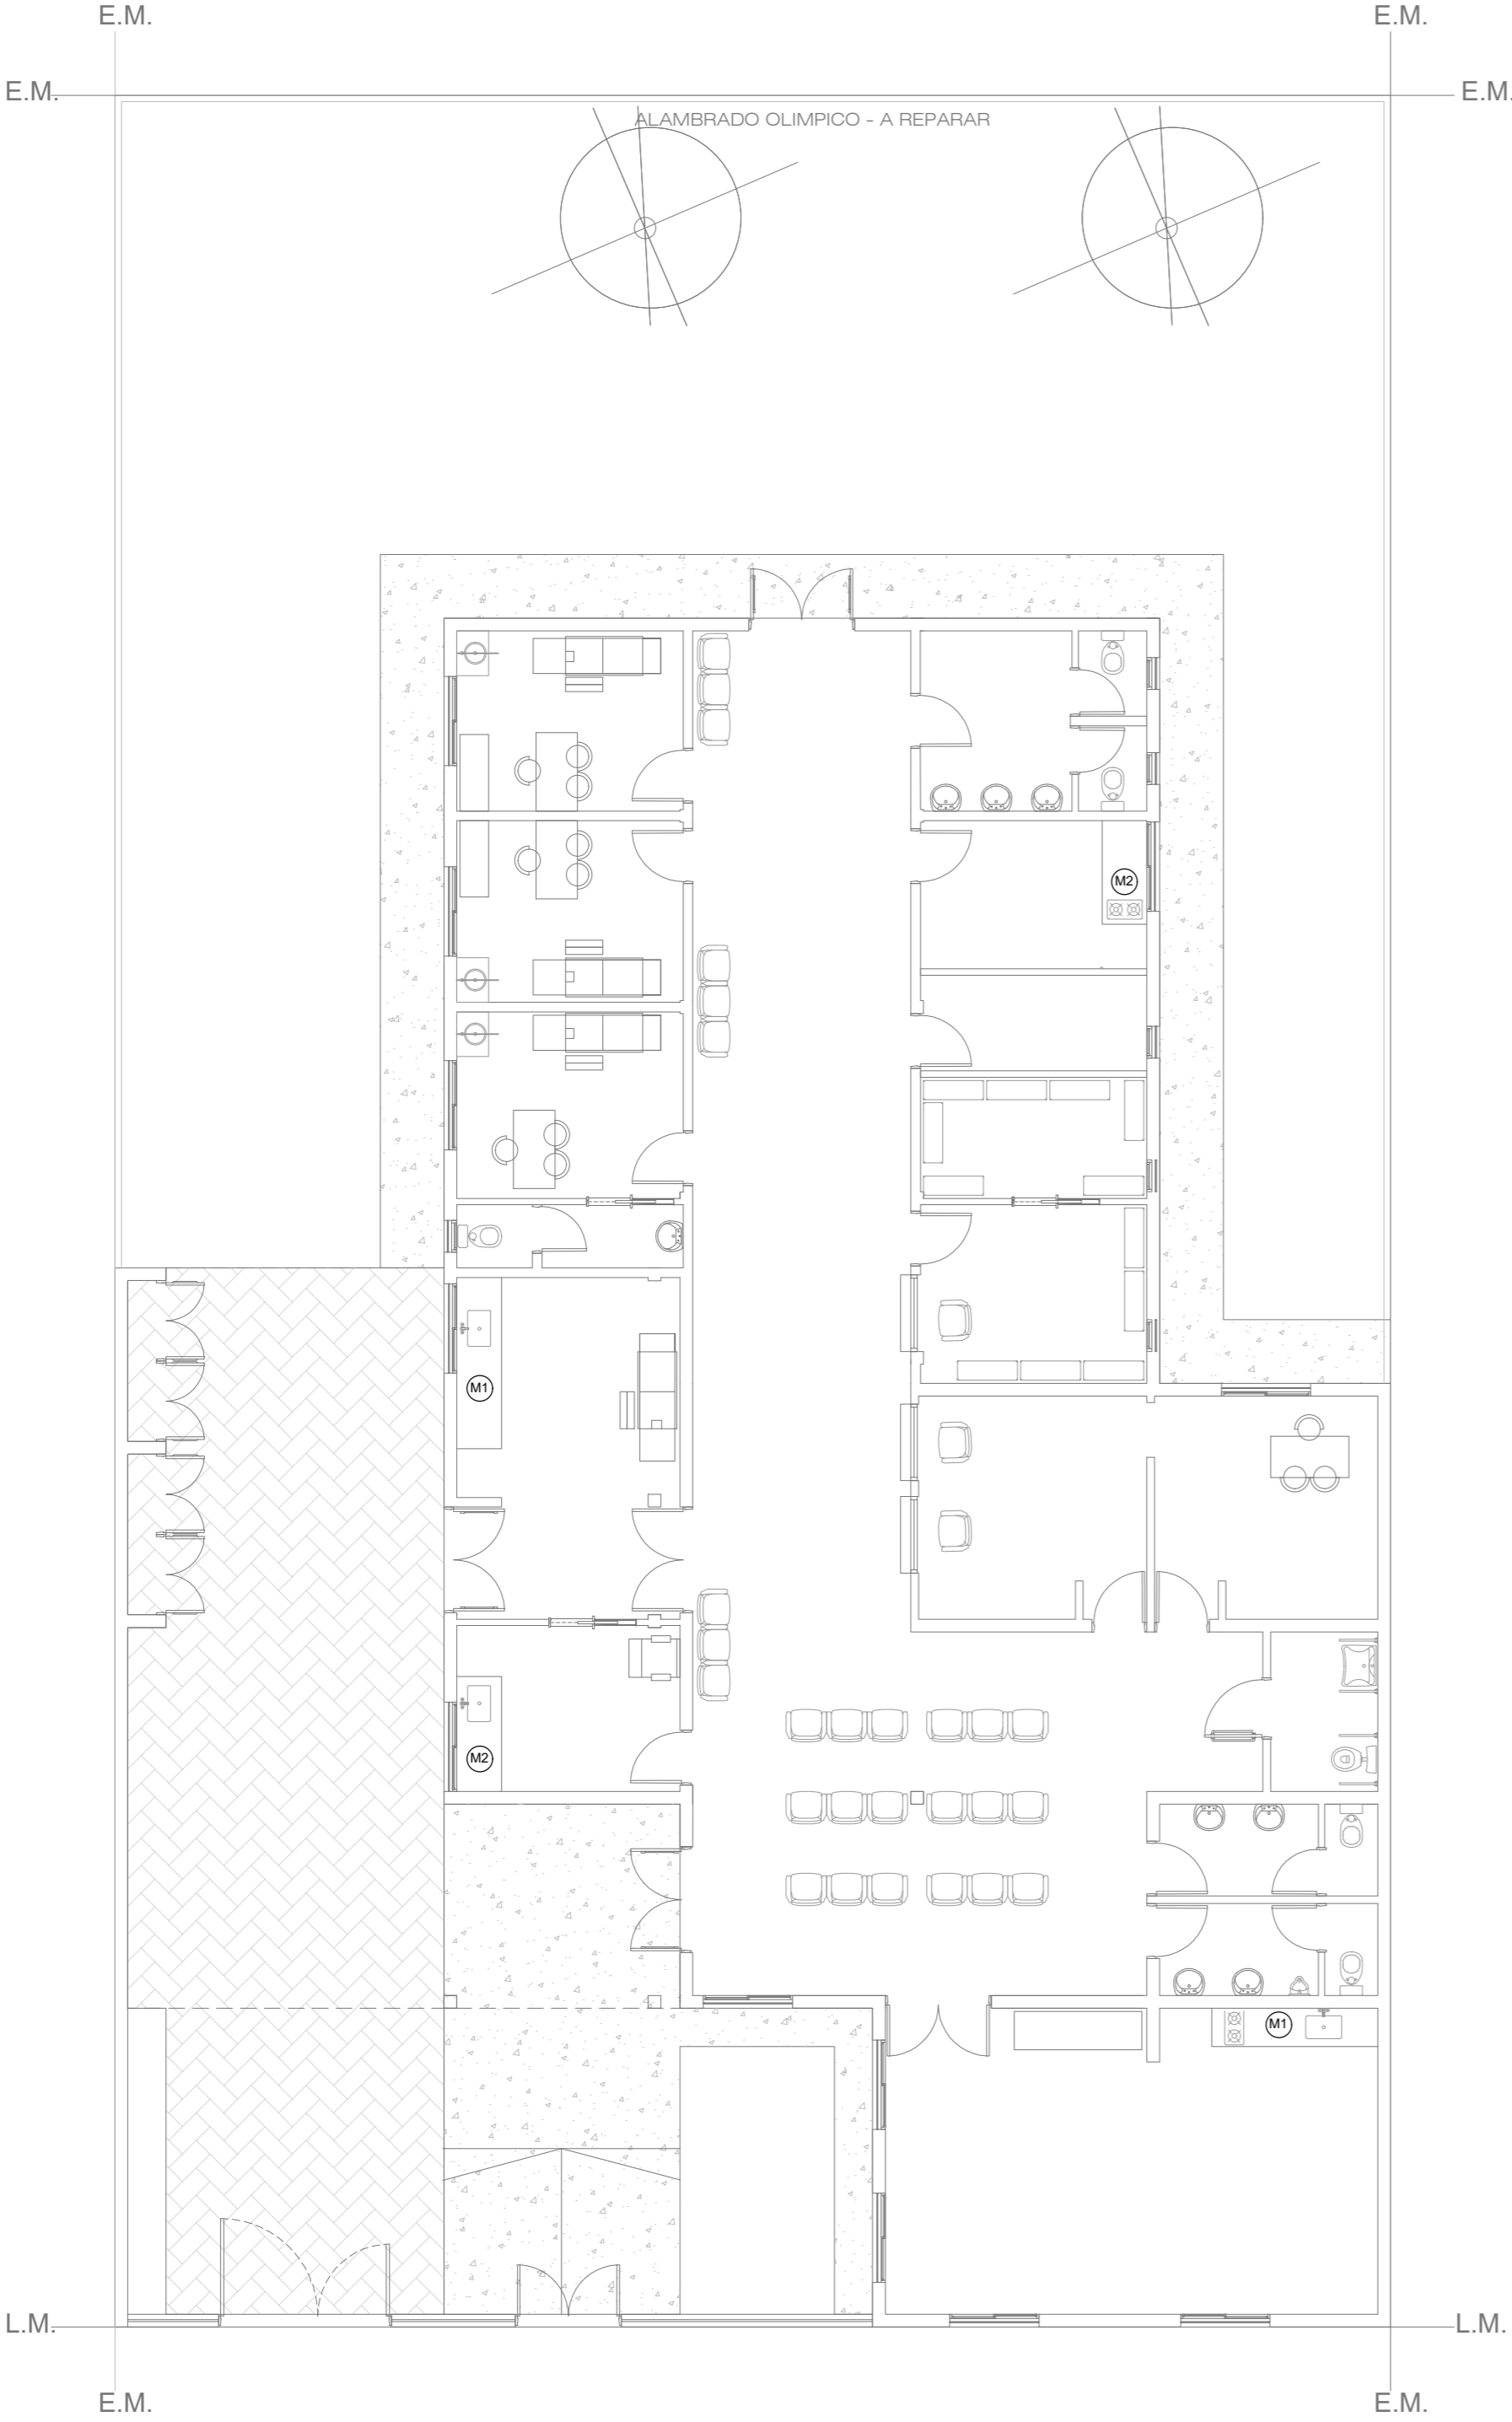 E.M. E.M.
E.M. E.M.
ALAMBRADO OLIMPICO - A REPARAR
M2
M1
M2
M1
L.M. L.M.
E.M. E.M.